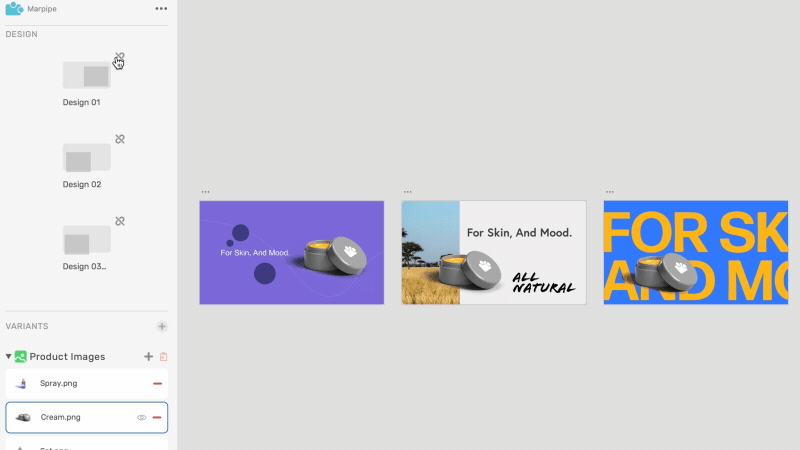 Marpipe
DESIGN
Design 01
Design 02
Design 03..
VARIANTS
Product Images
Spray.png
Cream.png
For Skin, And Mood.
For Skin, And Mood.
ALL
NATURAL
FOR SK
AND MO